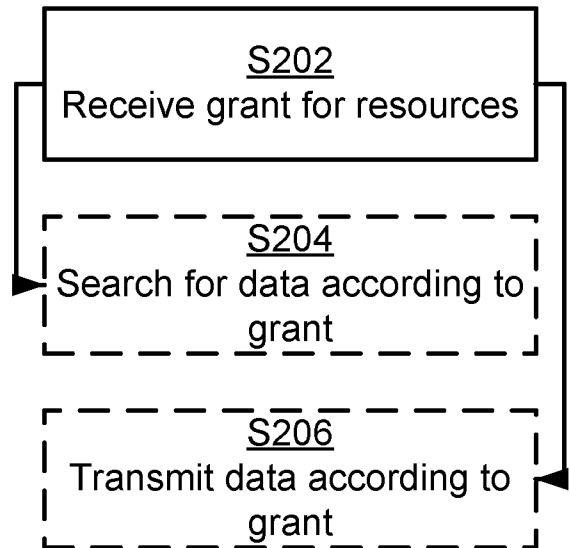 S202
Receive grant for resources
S204
Search for data according to
grant
S206
Transmit data according to
grant